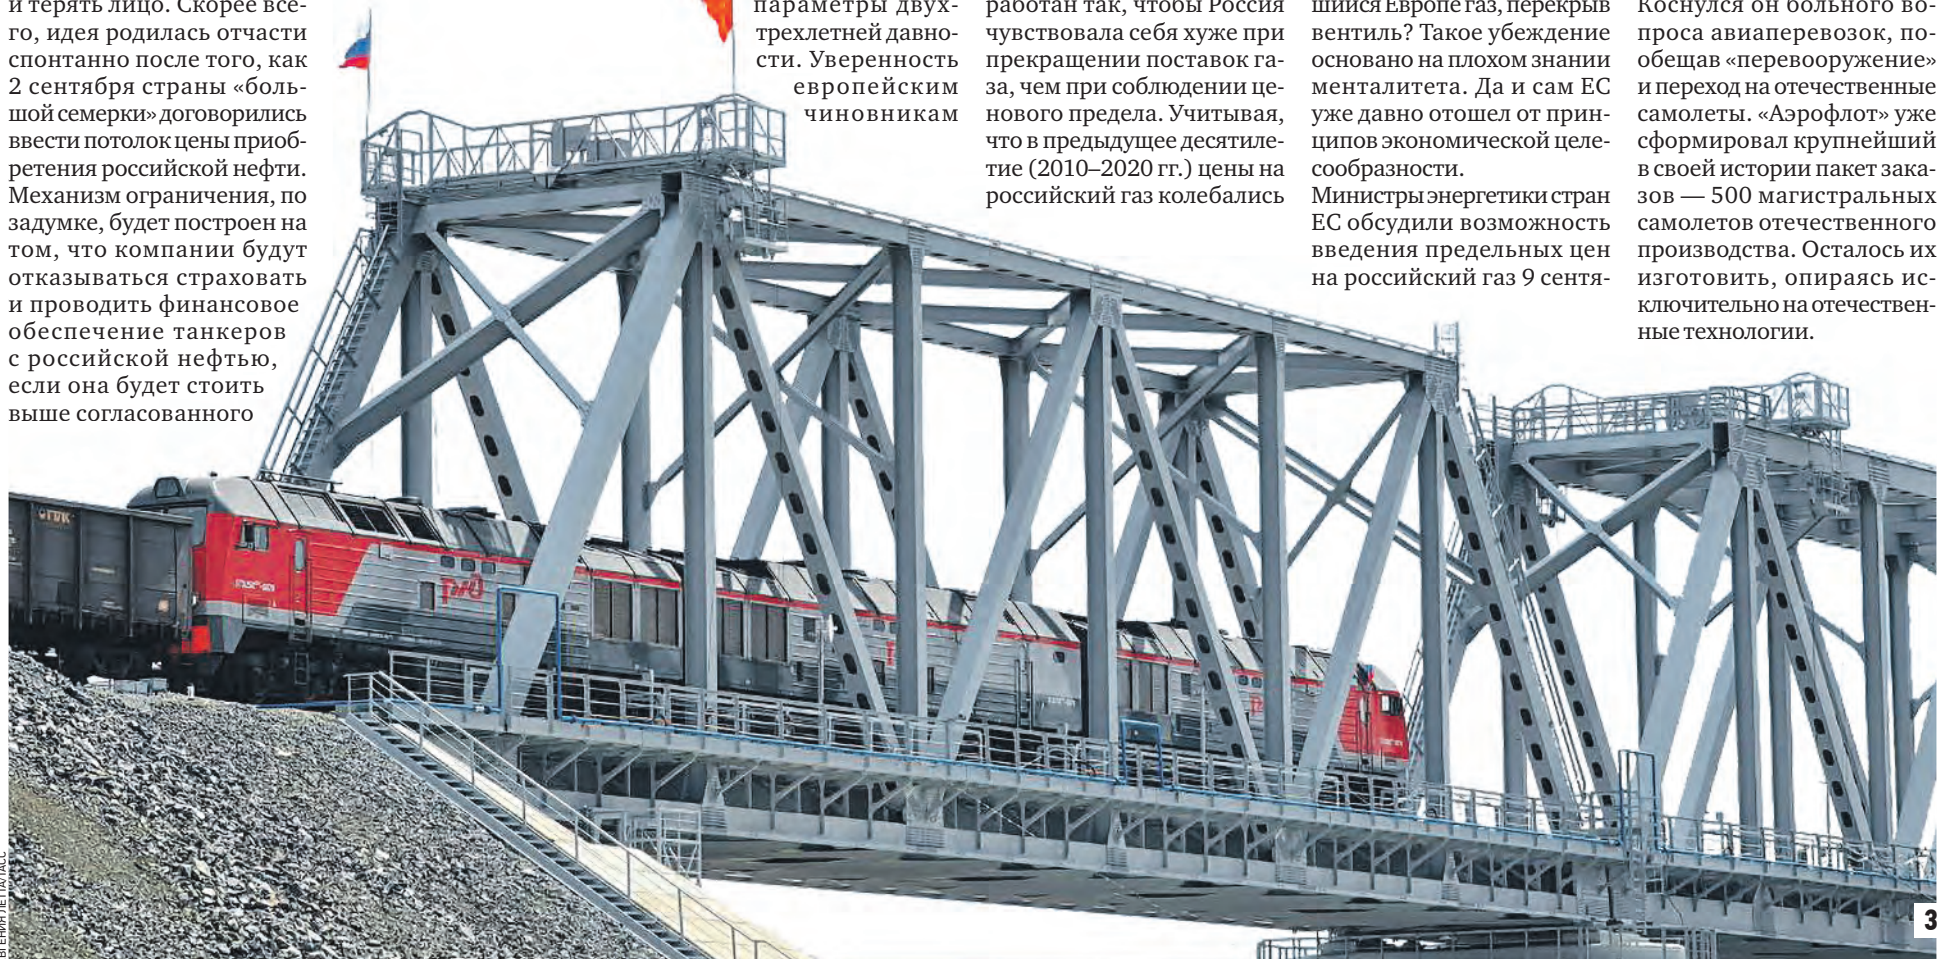 и терять лицо. Скорее все-
го, идея родилась отчасти
спонтанно после того, как
2 сентября страны «боль-
шой семерки» договорились
ввести потолок цены приоб-
ретения российской нефти.
Механизм ограничения, по
задумке, будет построен на
том, что компании будут
отказываться страховать
и проводить финансовое
обеспечение танкеров
с российской нефтью,
если она будет стоить
выше согласованного
параметры двух-
трехлетней давно-
сти. Уверенность
европейским
чиновникам
работан так, чтобы Россия
чувствовала себя хуже при
прекращении поставок га-
за, чем при соблюдении це-
нового предела. Учитывая,
что в предыдущее десятиле-
тие (2010–2020 гг.) цены на
российский газ колебались
шийся Европе газ, перекрыв
вентиль? Такое убеждение
основано на плохом знании
менталитета. Да и сам ЕС
уже давно отошел от прин-
ципов экономической целе-
сообразности.
Министры энергетики стран
ЕС обсудили возможность
введения предельных цен
на российский газ 9 сентя-
Коснулся он больного во-
проса авиаперевозок, по-
обещав «перевооружение»
и переход на отечественные
самолеты. «Аэрофлот» уже
сформировал крупнейший
в своей истории пакет зака-
зов — 500 магистральных
самолетов отечественного
производства. Осталось их
изготовить, опираясь ис-
ключительно на отечествен-
ные технологии.
РЖД
3